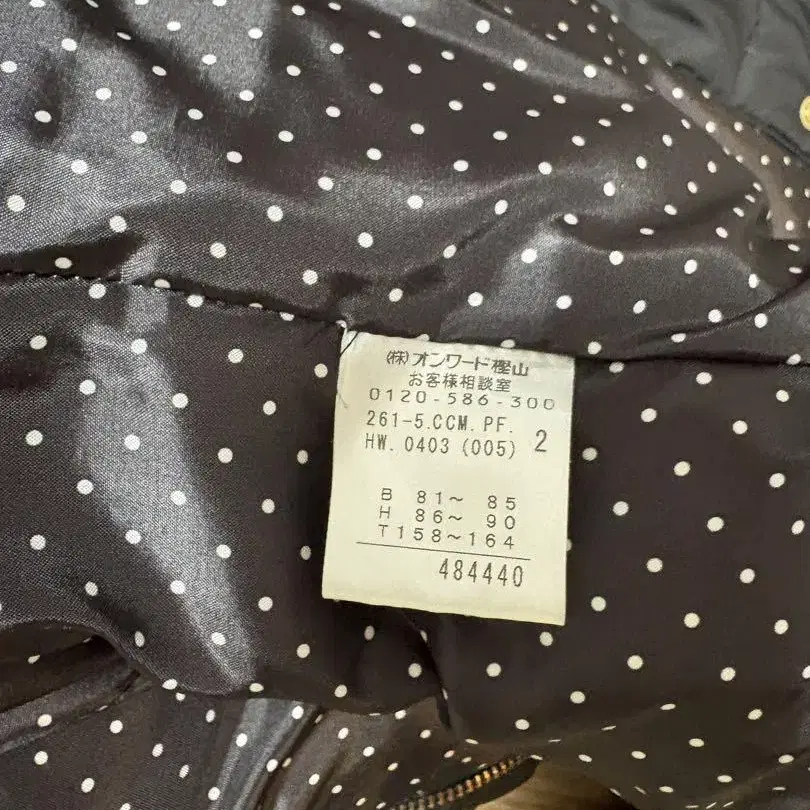 (株)オンワード樫山
お客様相談室
0120-586-300
261-5.CCM.PF. 2
HW.0403(005)
B 81～ 85
H 86～ 90
T158～164
484440